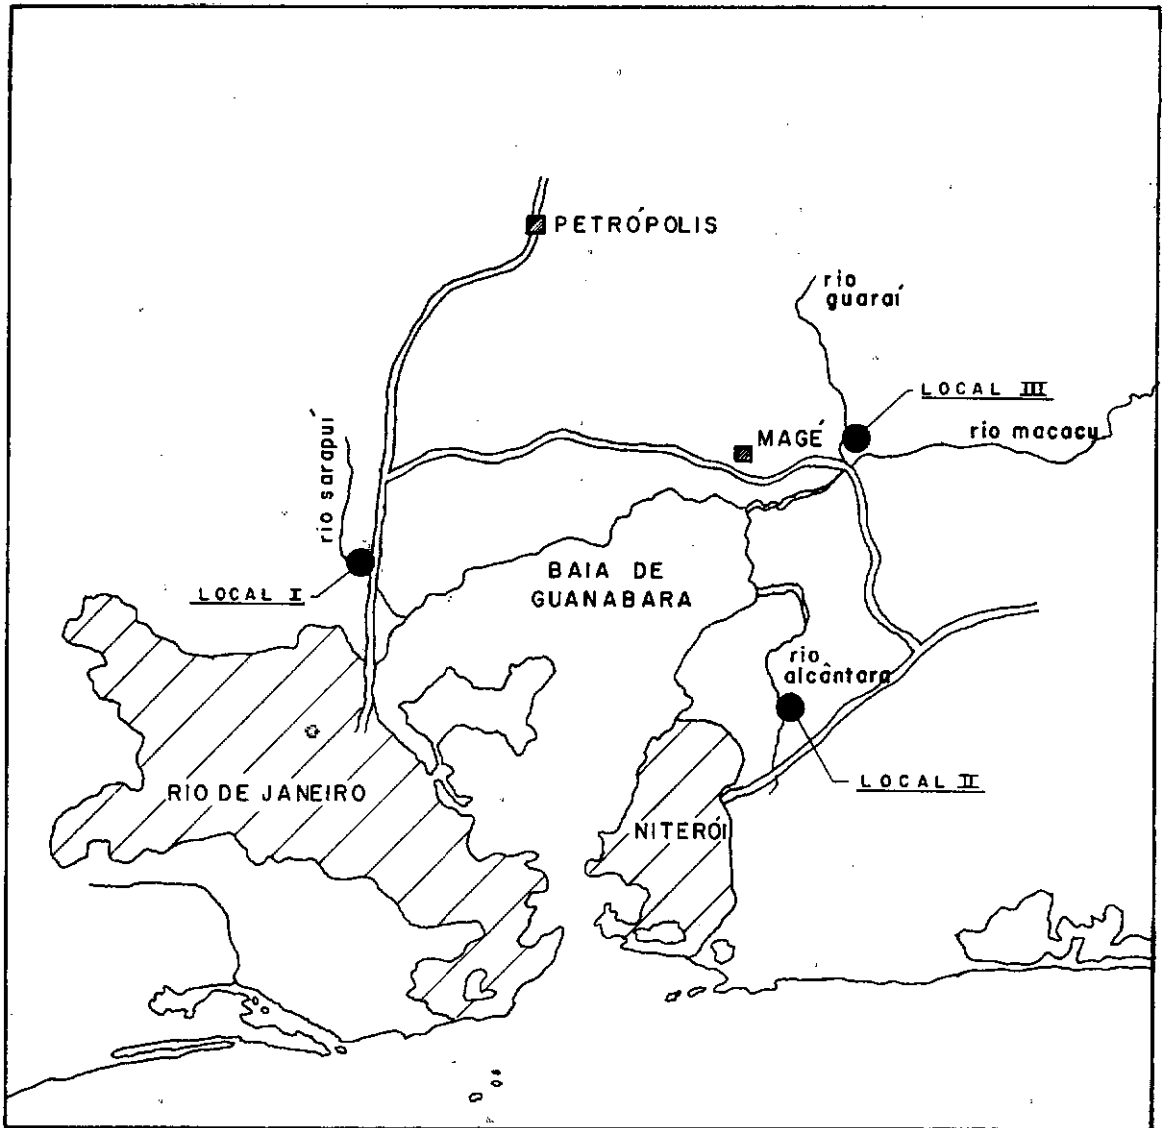 PETRÓPOLIS
rio
guaraí
LOCAL III
MAGÉ
rio macacu
rio sarapuí
BAIA DE
GUANABARA
LOCAL I
rio
alcântara
RIO DE JANEIRO
LOCAL II
NITERÓI